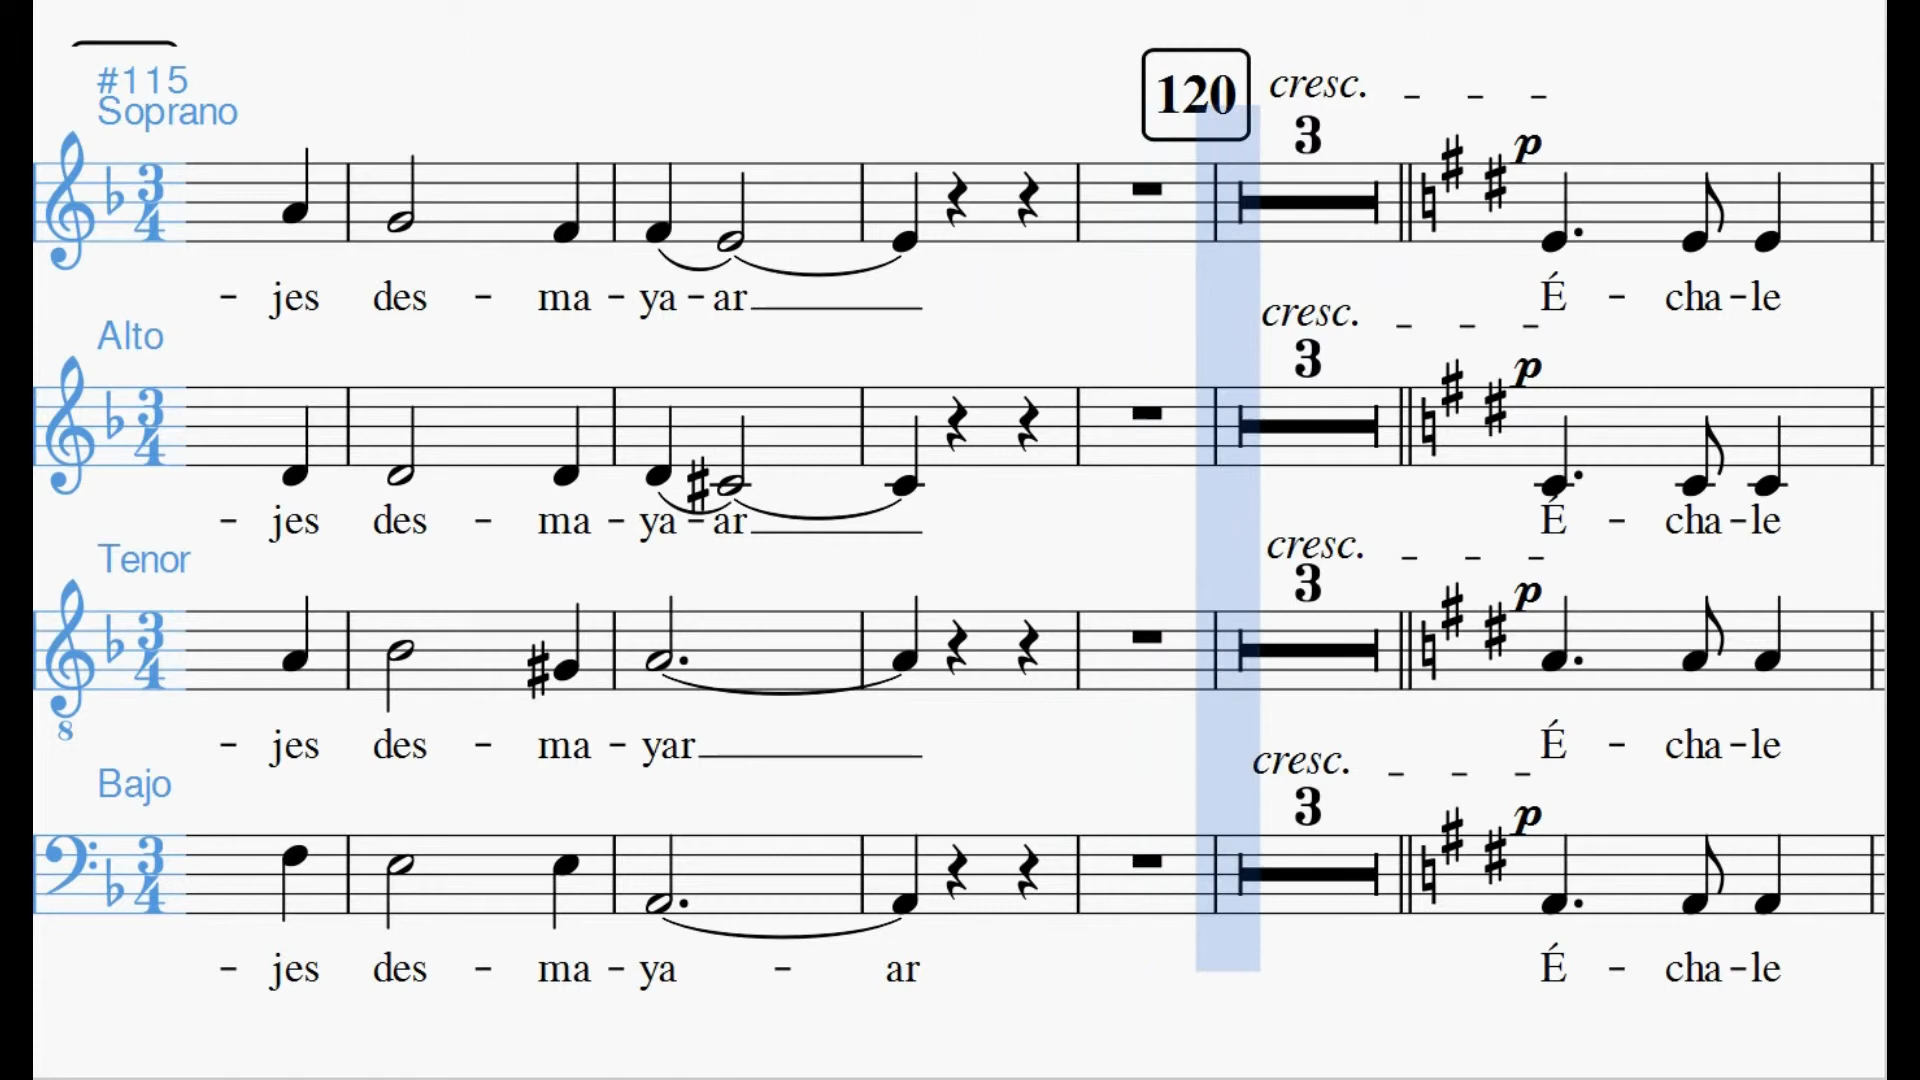 #115
Soprano
120 cresc. _ _ _
3
p
- jes des - ma - ya - ar É - cha - le
Alto
cresc. _ _ _
3
p
- jes des - ma - ya - ar É - cha - le
Tenor
cresc. _ _ _
3
p
- jes des - ma - yar É - cha - le
Bajo
cresc. _ _ _
3
p
- jes des - ma - ya - ar É - cha - le